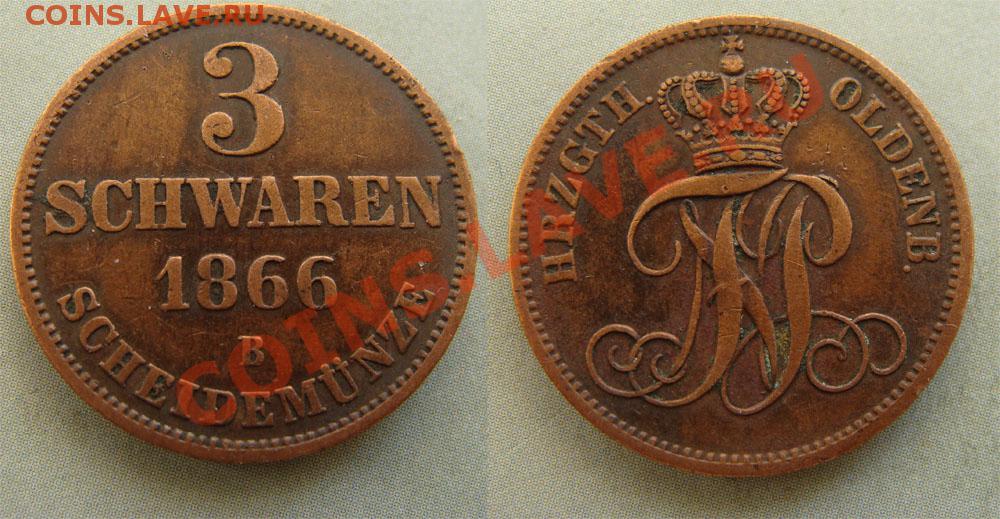 COINS.LAVE.RU
3
SCHWAREN
1866
B
SCHEIDEMÜNZE
HRZGTH. OLDENB.
COINS.LAVE.RU